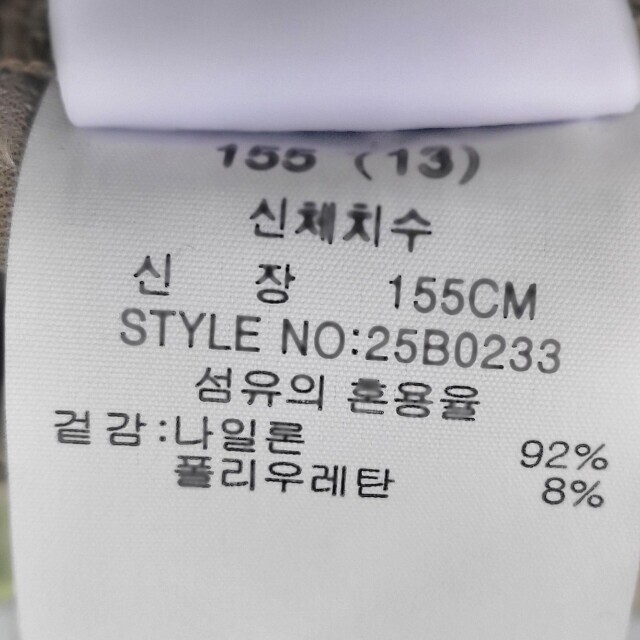 155 (13)
신체치수
신 장 155CM
STYLE NO:25B0233
섬유의 혼용율
겉감:나일론 92%
폴리우레탄 8%